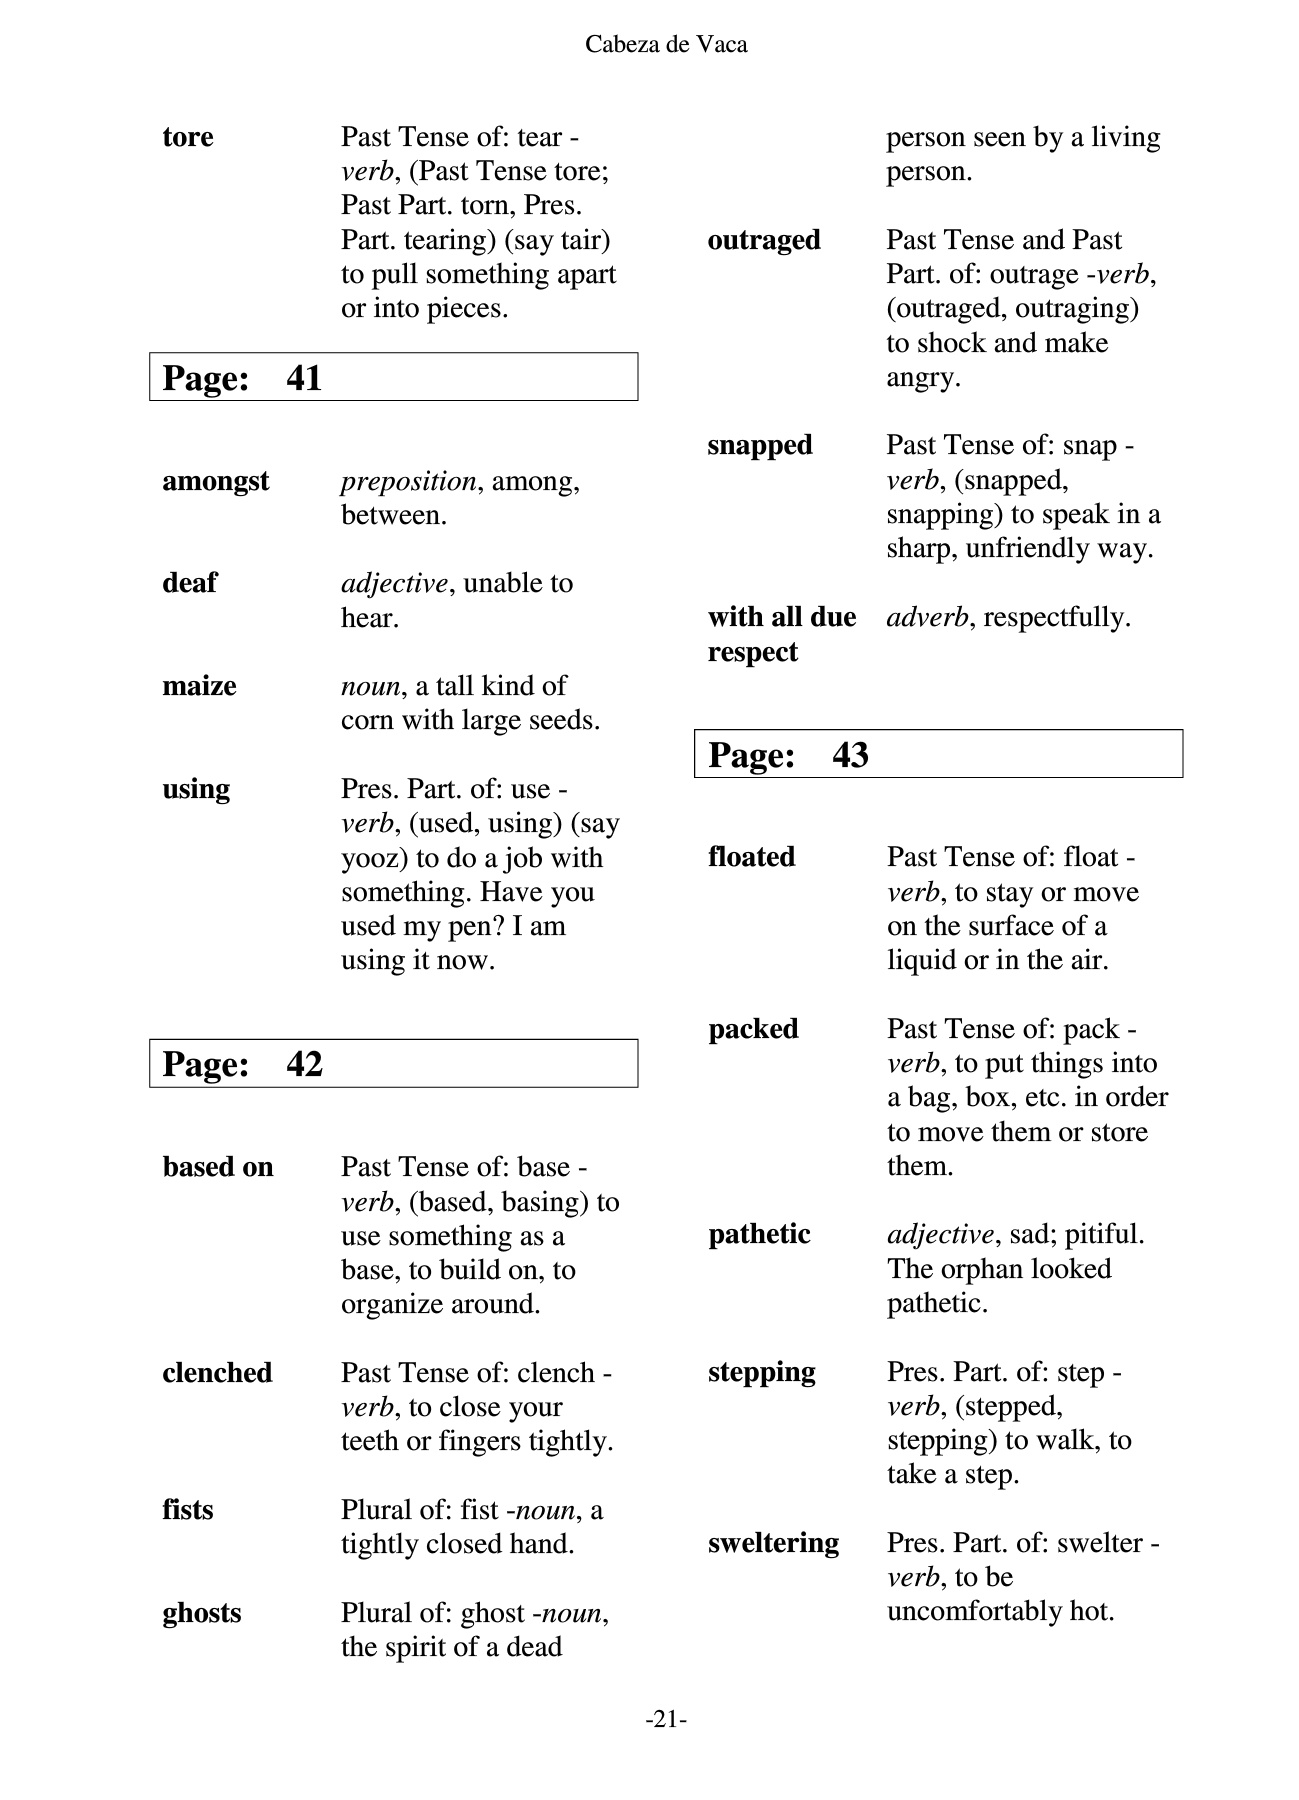 Cabeza de Vaca
tore Past Tense of: tear -
verb, (Past Tense tore;
Past Part. torn, Pres.
Part. tearing) (say tair)
to pull something apart
or into pieces.
Page: 41
amongst preposition, among,
between.
deaf adjective, unable to
hear.
maize noun, a tall kind of
corn with large seeds.
using Pres. Part. of: use -
verb, (used, using) (say
yooz) to do a job with
something. Have you
used my pen? I am
using it now.
Page: 42
based on Past Tense of: base -
verb, (based, basing) to
use something as a
base, to build on, to
organize around.
clenched Past Tense of: clench -
verb, to close your
teeth or fingers tightly.
fists Plural of: fist -noun, a
tightly closed hand.
ghosts Plural of: ghost -noun,
the spirit of a dead
person seen by a living
person.
outraged Past Tense and Past
Part. of: outrage -verb,
(outraged, outraging)
to shock and make
angry.
snapped Past Tense of: snap -
verb, (snapped,
snapping) to speak in a
sharp, unfriendly way.
with all due adverb, respectfully.
respect
Page: 43
floated Past Tense of: float -
verb, to stay or move
on the surface of a
liquid or in the air.
packed Past Tense of: pack -
verb, to put things into
a bag, box, etc. in order
to move them or store
them.
pathetic adjective, sad; pitiful.
The orphan looked
pathetic.
stepping Pres. Part. of: step -
verb, (stepped,
stepping) to walk, to
take a step.
sweltering Pres. Part. of: swelter -
verb, to be
uncomfortably hot.
-21-